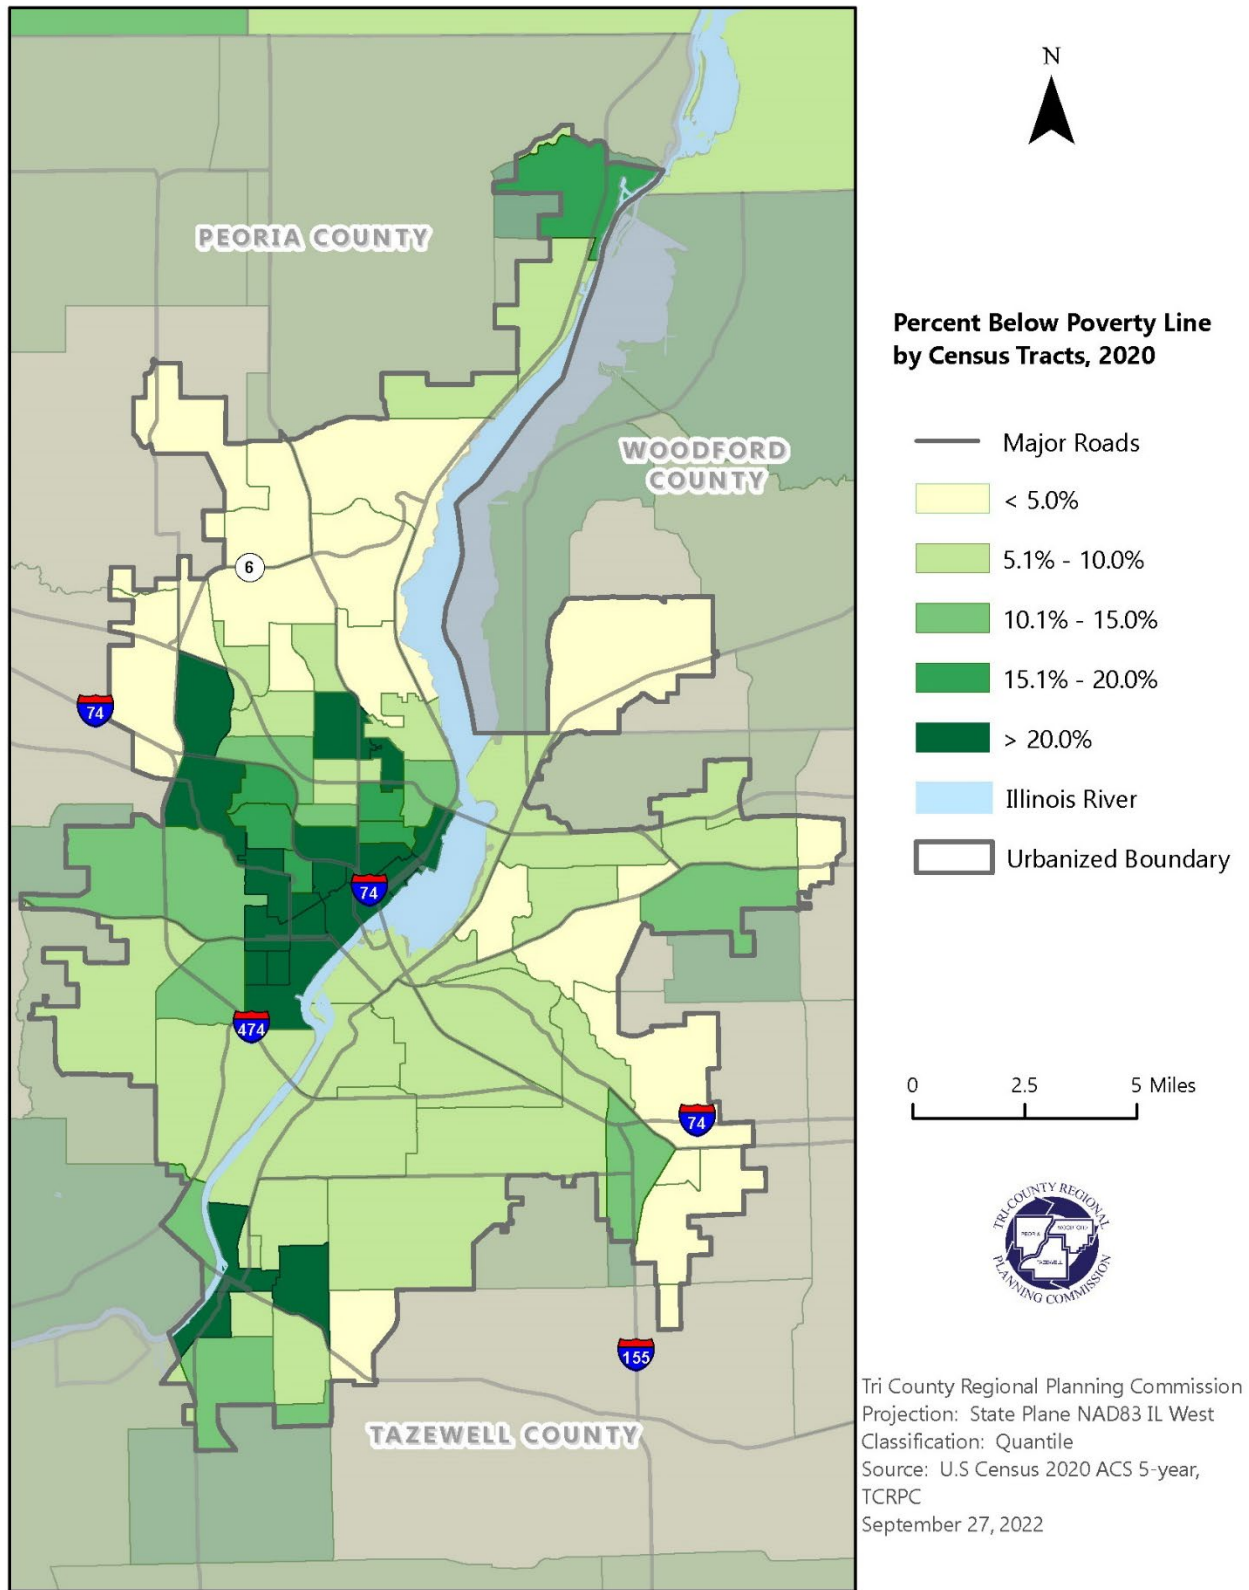 N
PEORIA COUNTY
WOODFORD
COUNTY
6
74
74
474
74
155
TAZEWELL COUNTY
Percent Below Poverty Line
by Census Tracts, 2020
Major Roads
< 5.0%
5.1% - 10.0%
10.1% - 15.0%
15.1% - 20.0%
> 20.0%
Illinois River
Urbanized Boundary
0 2.5 5 Miles
TRI-COUNTY REGIONAL
PEORIA
WOODFORD
TAZEWELL
PLANNING COMMISSION
Tri County Regional Planning Commission
Projection: State Plane NAD83 IL West
Classification: Quantile
Source: U.S Census 2020 ACS 5-year,
TCRPC
September 27, 2022